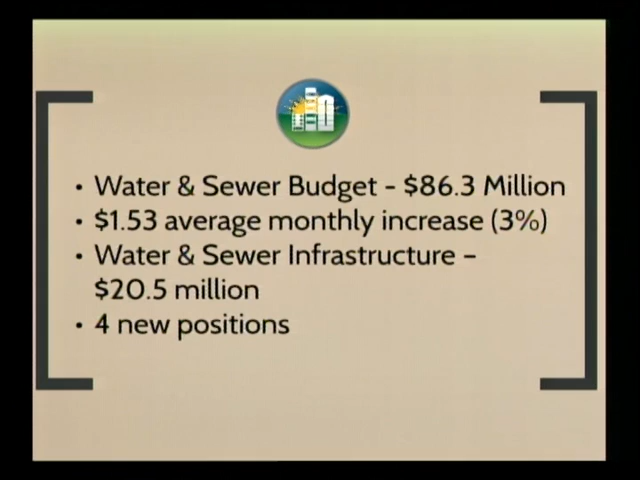 • Water & Sewer Budget - $86.3 Million
• $1.53 average monthly increase (3%)
• Water & Sewer Infrastructure –
$20.5 million
• 4 new positions